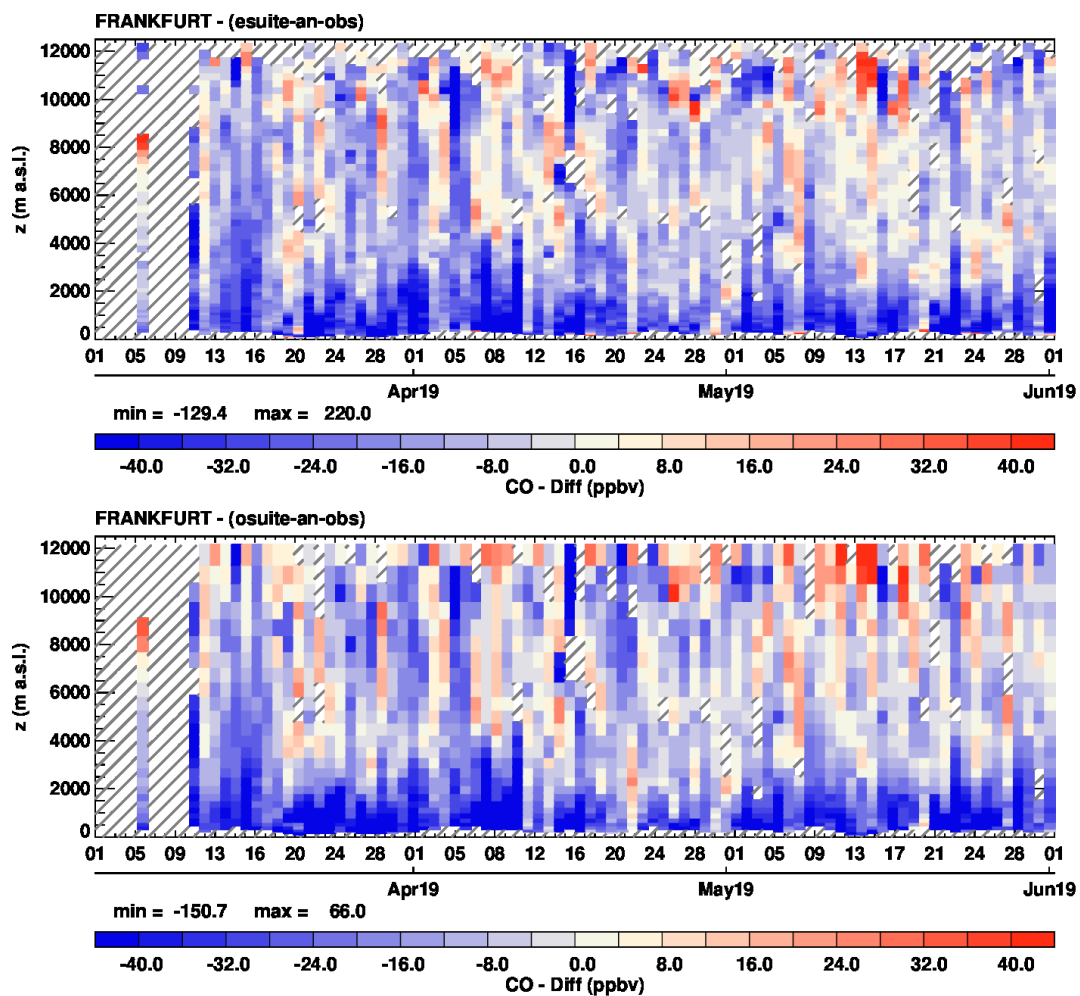 FRANKFURT - (esuite-an-obs)
12000
10000
8000
6000
4000
2000
0
z (m a.s.l.)
01 05 09 13 16 20 24 28 01 05 08 12 16 20 24 28 01 05 09 13 17 21 24 28 01
Apr19 May19 Jun19
min = -129.4 max = 220.0
-40.0 -32.0 -24.0 -16.0 -8.0 0.0 8.0 16.0 24.0 32.0 40.0
CO - Diff (ppbv)
FRANKFURT - (osuite-an-obs)
12000
10000
8000
6000
4000
2000
0
z (m a.s.l.)
01 05 09 13 16 20 24 28 01 05 08 12 16 20 24 28 01 05 09 13 17 21 24 28 01
Apr19 May19 Jun19
min = -150.7 max = 66.0
-40.0 -32.0 -24.0 -16.0 -8.0 0.0 8.0 16.0 24.0 32.0 40.0
CO - Diff (ppbv)